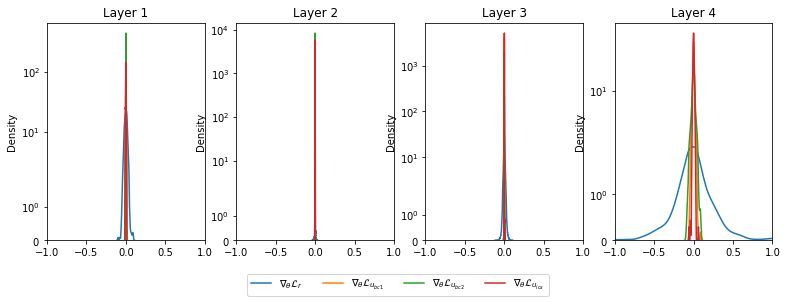 Layer 1 Layer 2 Layer 3 Layer 4
Density Density Density Density
10² 10⁴ 10³ 10¹
10¹ 10³ 10² 10⁰
10⁰ 10² 10¹ 0
0 10¹ 10⁰
10⁰ 0
0
−1.0 −0.5 0.0 0.5 1.0 −1.0 −0.5 0.0 0.5 1.0 −1.0 −0.5 0.0 0.5 1.0 −1.0 −0.5 0.0 0.5 1.0
∇θℒr ∇θℒubc1 ∇θℒubc2 ∇θℒuics